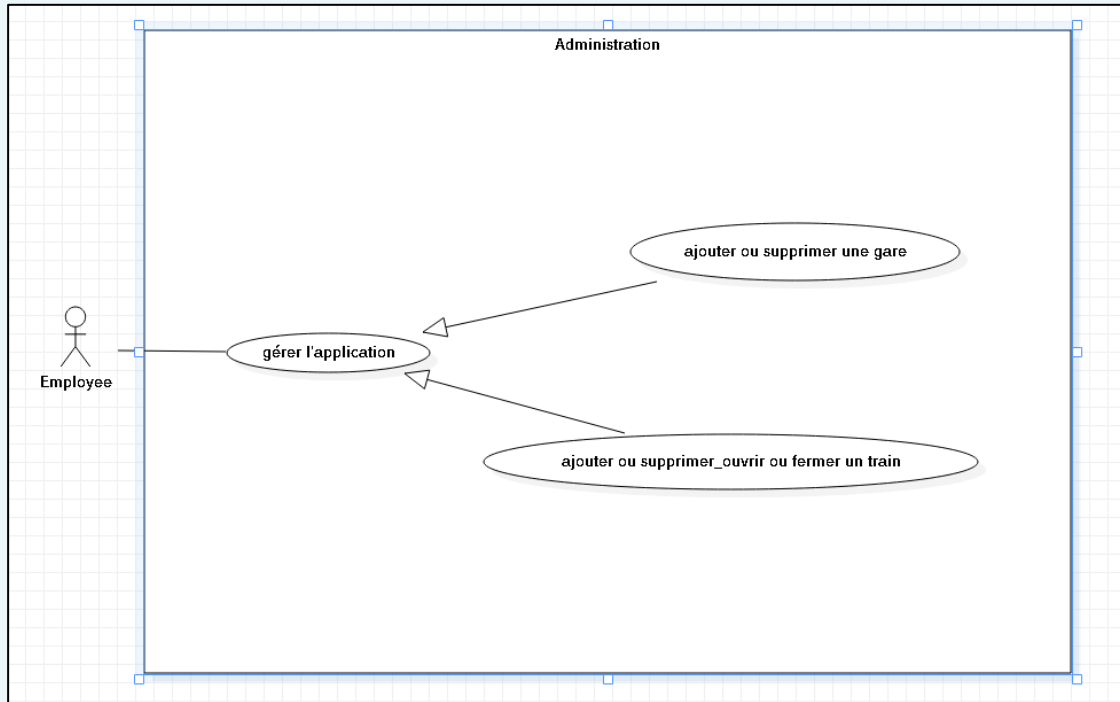 Administration
ajouter ou supprimer une gare
gérer l'application
Employee
ajouter ou supprimer_ouvrir ou fermer un train